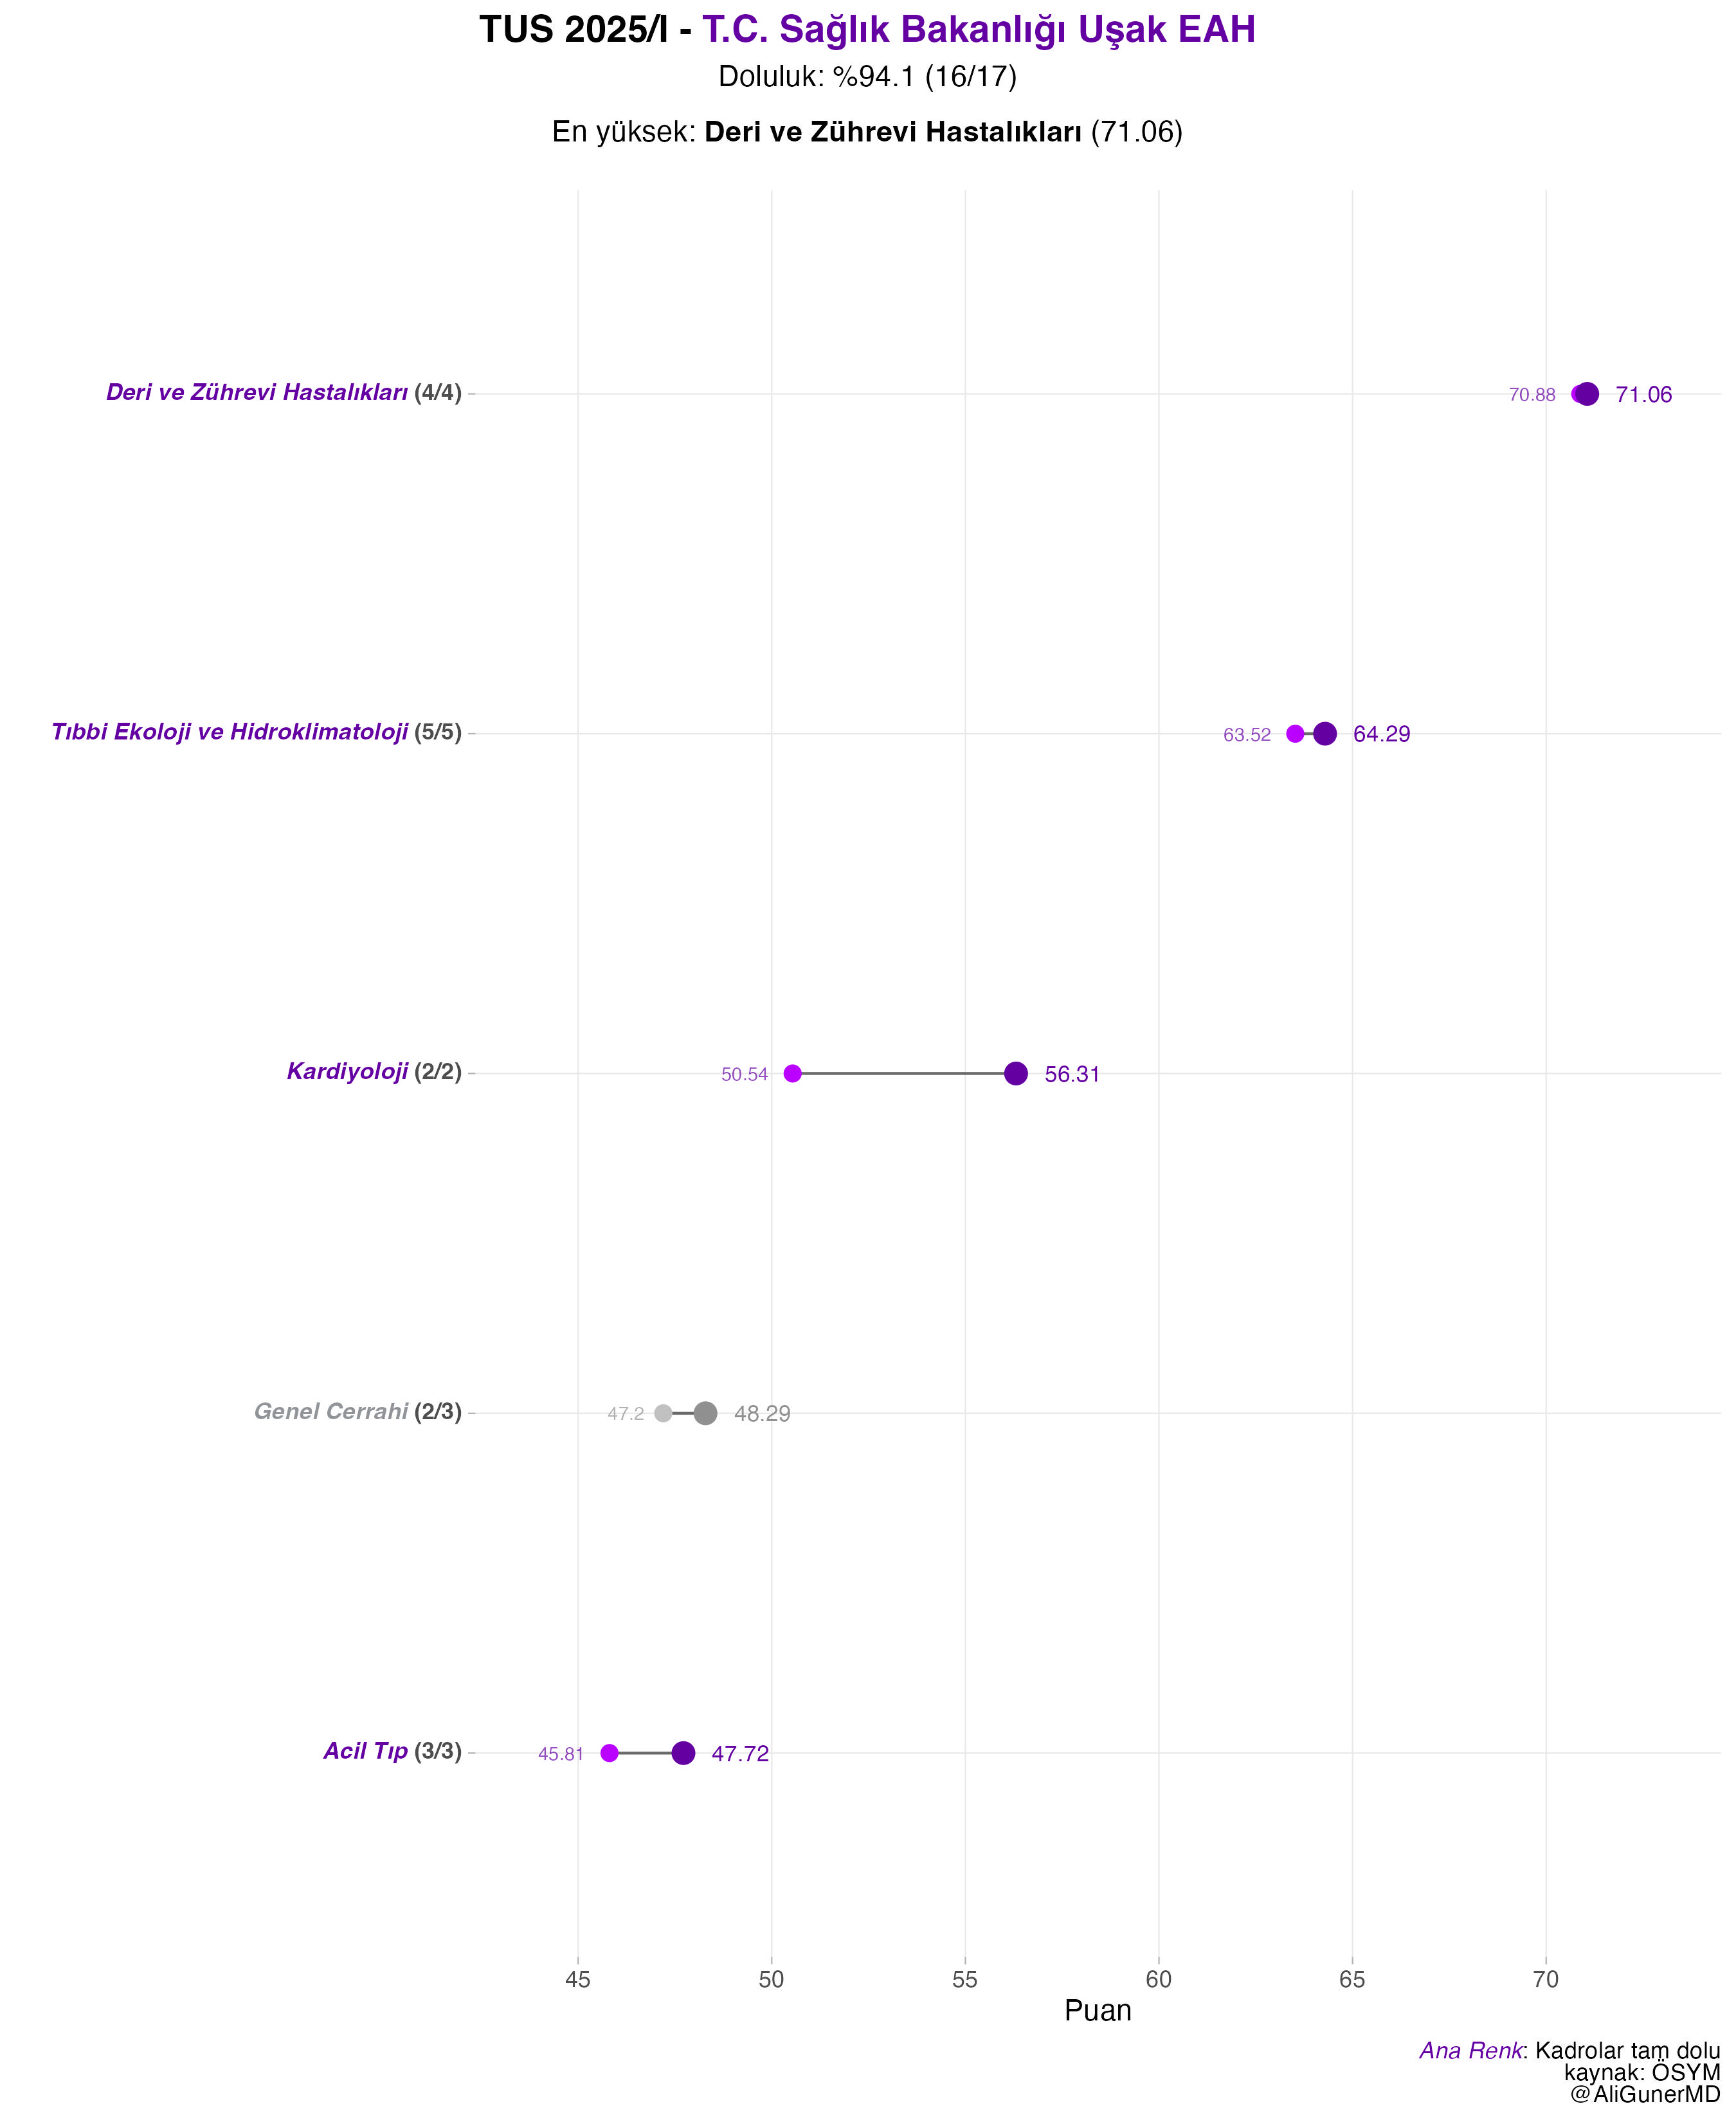 TUS 2025/I - T.C. Sağlık Bakanlığı Uşak EAH
Doluluk: %94.1 (16/17)
En yüksek: Deri ve Zührevi Hastalıkları (71.06)
Deri ve Zührevi Hastalıkları (4/4) 70.88 71.06
Tıbbi Ekoloji ve Hidroklimatoloji (5/5) 63.52 64.29
Kardiyoloji (2/2) 50.54 56.31
Genel Cerrahi (2/3) 47.2 48.29
Acil Tıp (3/3) 45.81 47.72
45 50 55 60 65 70
Puan
Ana Renk: Kadrolar tam dolu
kaynak: ÖSYM
@AliGunerMD